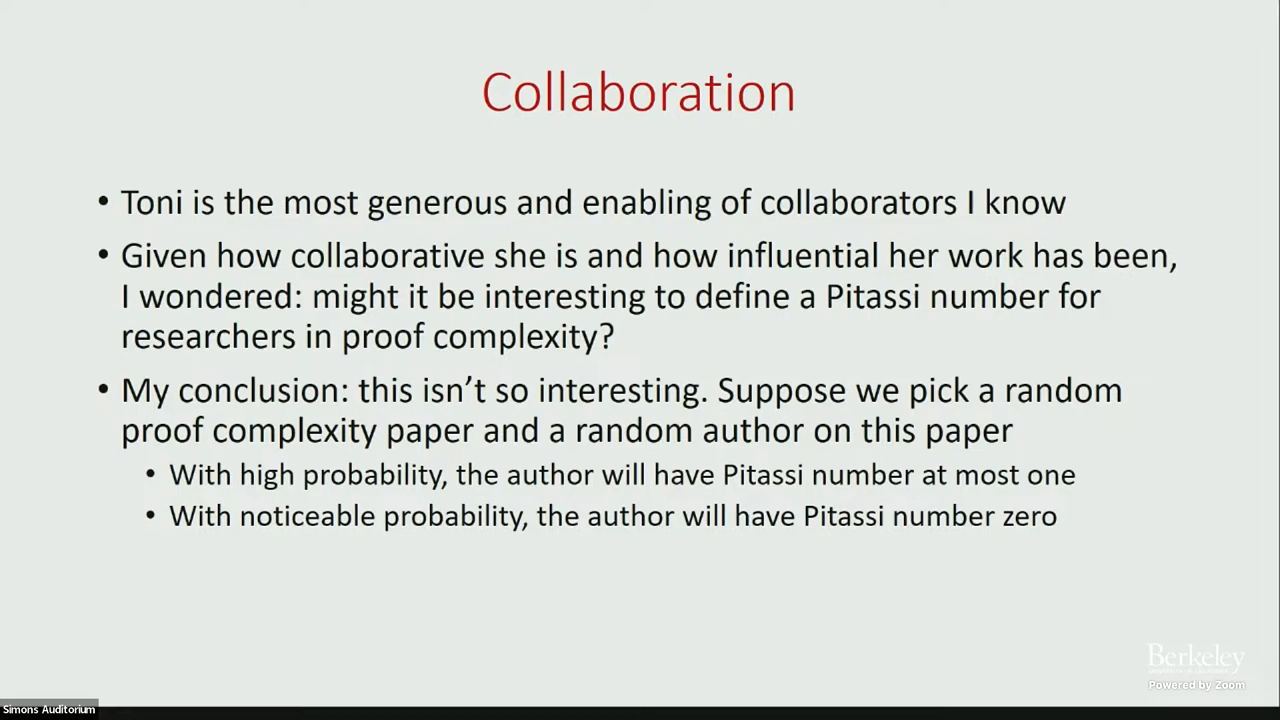 Collaboration
• Toni is the most generous and enabling of collaborators I know
• Given how collaborative she is and how influential her work has been,
I wondered: might it be interesting to define a Pitassi number for
researchers in proof complexity?
• My conclusion: this isn't so interesting. Suppose we pick a random
proof complexity paper and a random author on this paper
• With high probability, the author will have Pitassi number at most one
• With noticeable probability, the author will have Pitassi number zero
Berkeley
Powered by Zoom
Simons Auditorium